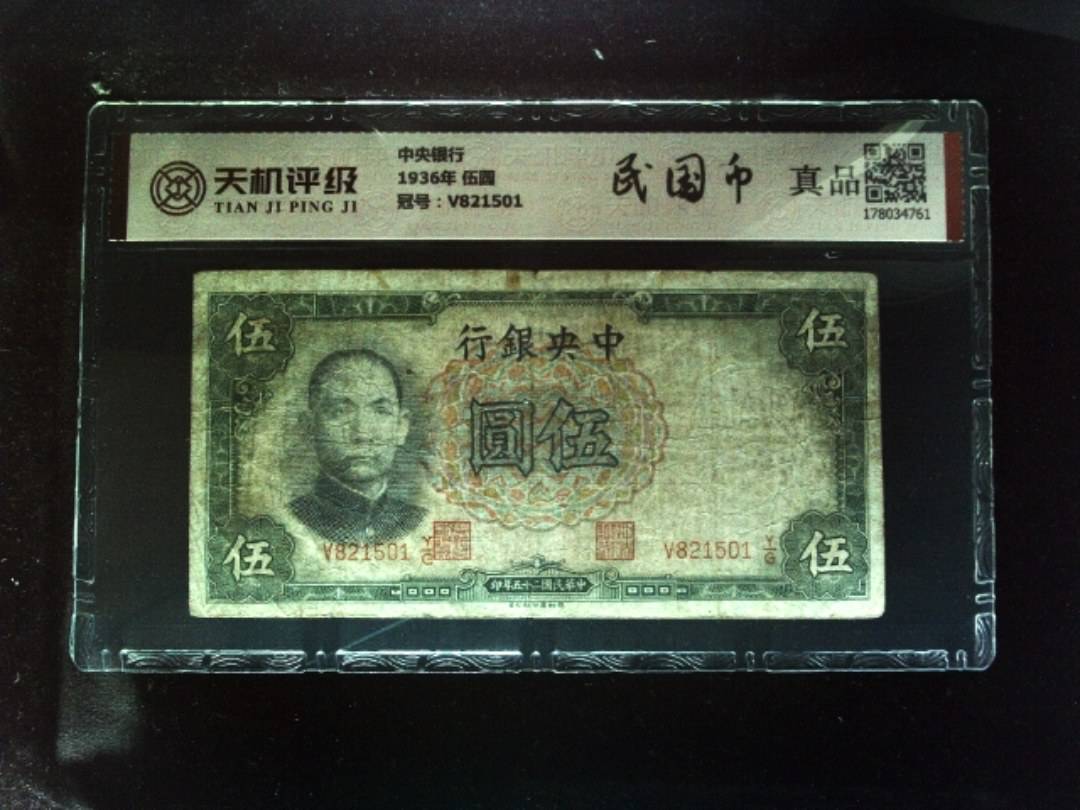 天机评级
TIAN JI PING JI
中央银行
1936年 伍圆
冠号：V821501
民国币
真品
178034761
伍
伍
行銀央中
圓伍
V821501 Y/G
V821501 Y/G
伍
伍
印年五十二國民華中